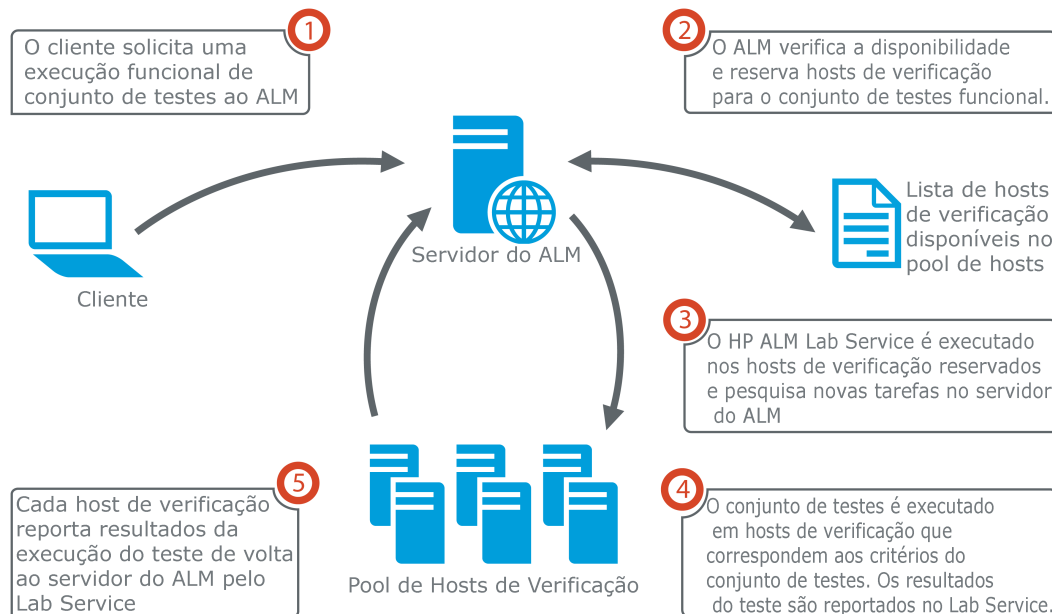 1
O cliente solicita uma
execução funcional de
conjunto de testes ao ALM
2
O ALM verifica a disponibilidade
e reserva hosts de verificação
para o conjunto de testes funcional.
Cliente
Servidor do ALM
Lista de hosts
de verificação
disponíveis no
pool de hosts
3
O HP ALM Lab Service é executado
nos hosts de verificação reservados
e pesquisa novas tarefas no servidor
do ALM
4
O conjunto de testes é executado
em hosts de verificação que
correspondem aos critérios do
conjunto de testes. Os resultados
do teste são reportados no Lab Service.
5
Cada host de verificação
reporta resultados da
execução do teste de volta
ao servidor do ALM pelo
Lab Service
Pool de Hosts de Verificação